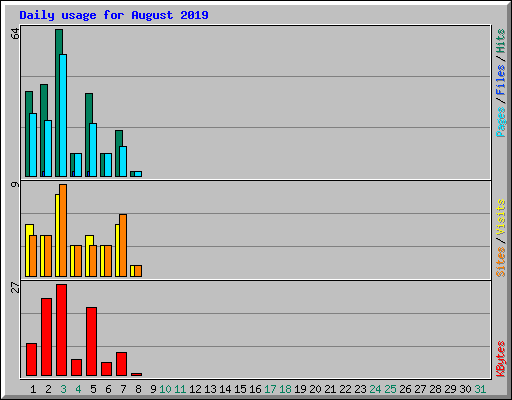 Daily usage for August 2019
64
Pages/Files/Hits
9
Sites/Visits
27
KBytes
1 2 3 4 5 6 7 8 9 10 11 12 13 14 15 16 17 18 19 20 21 22 23 24 25 26 27 28 29 30 31